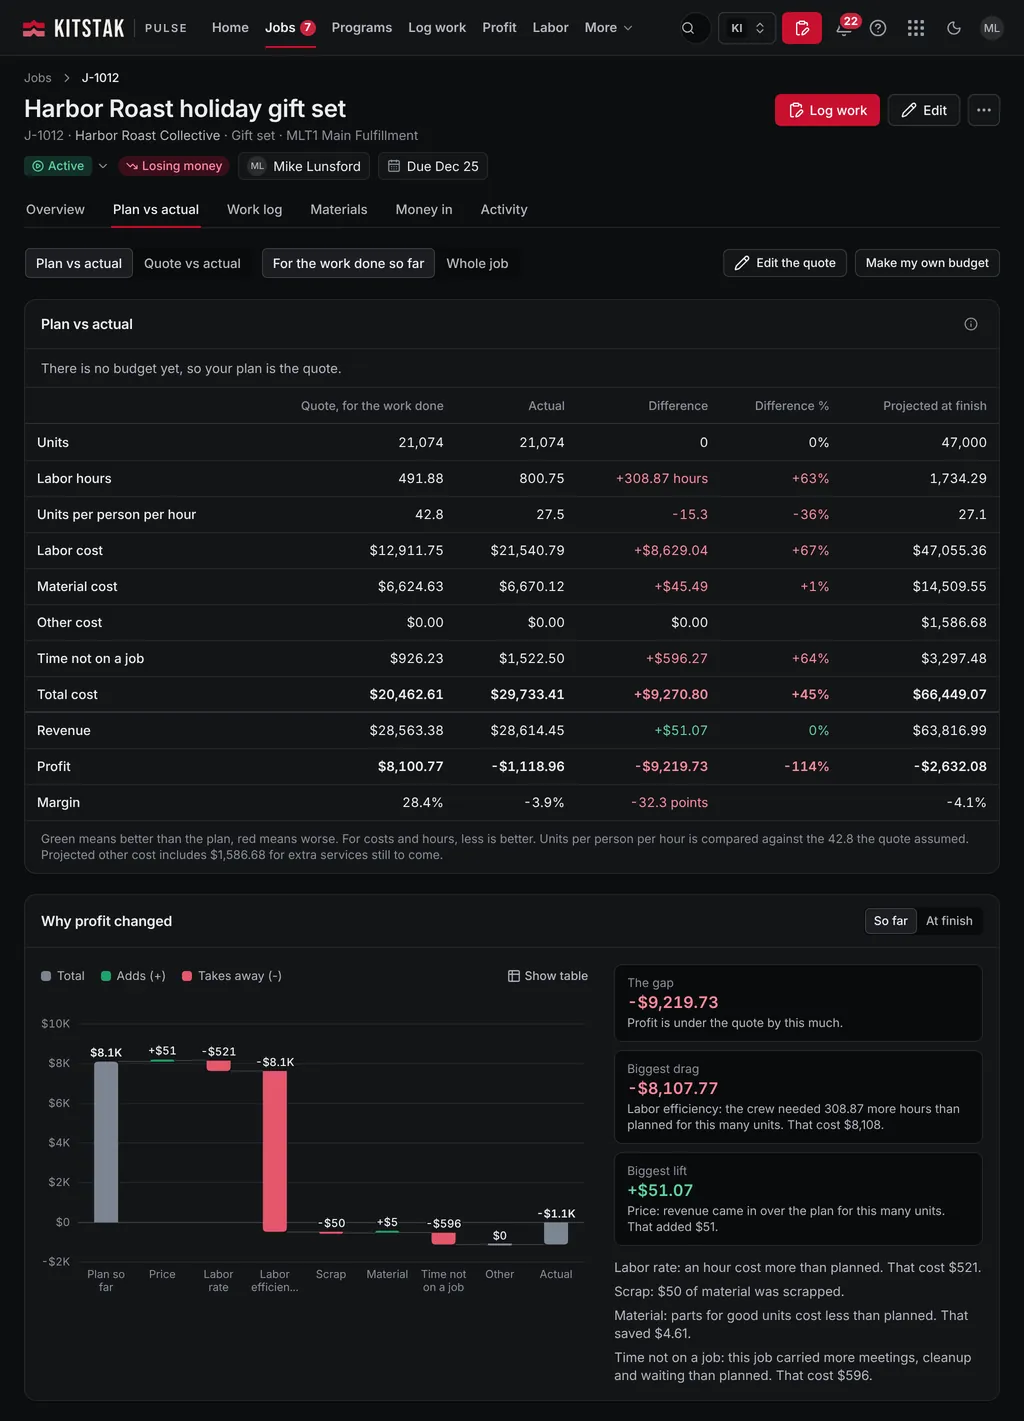 KITSTAK PULSE Home Jobs 7 Programs Log work Profit Labor More KI 22 ML
Jobs > J-1012
Harbor Roast holiday gift set
Log work Edit
J-1012 · Harbor Roast Collective · Gift set · MLT1 Main Fulfillment
Active Losing money ML Mike Lunsford Due Dec 25
Overview Plan vs actual Work log Materials Money in Activity
Plan vs actual Quote vs actual For the work done so far Whole job Edit the quote Make my own budget
Plan vs actual
There is no budget yet, so your plan is the quote.
Quote, for the work done Actual Difference Difference % Projected at finish
Units 21,074 21,074 0 0% 47,000
Labor hours 491.88 800.75 +308.87 hours +63% 1,734.29
Units per person per hour 42.8 27.5 -15.3 -36% 27.1
Labor cost $12,911.75 $21,540.79 +$8,629.04 +67% $47,055.36
Material cost $6,624.63 $6,670.12 +$45.49 +1% $14,509.55
Other cost $0.00 $0.00 $0.00 $1,586.68
Time not on a job $926.23 $1,522.50 +$596.27 +64% $3,297.48
Total cost $20,462.61 $29,733.41 +$9,270.80 +45% $66,449.07
Revenue $28,563.38 $28,614.45 +$51.07 0% $63,816.99
Profit $8,100.77 -$1,118.96 -$9,219.73 -114% -$2,632.08
Margin 28.4% -3.9% -32.3 points -4.1%
Green means better than the plan, red means worse. For costs and hours, less is better. Units per person per hour is compared against the 42.8 the quote assumed.
Projected other cost includes $1,586.68 for extra services still to come.
Why profit changed
So far At finish
Total Adds (+) Takes away (-) Show table
$10K
$8K
$6K
$4K
$2K
$0
-$2K
$8.1K +$51 -$521 -$8.1K -$50 +$5 -$596 $0 -$1.1K
Plan so far Price Labor rate Labor efficien... Scrap Material Time not on a job Other Actual
The gap
-$9,219.73
Profit is under the quote by this much.
Biggest drag
-$8,107.77
Labor efficiency: the crew needed 308.87 more hours than
planned for this many units. That cost $8,108.
Biggest lift
+$51.07
Price: revenue came in over the plan for this many units.
That added $51.
Labor rate: an hour cost more than planned. That cost $521.
Scrap: $50 of material was scrapped.
Material: parts for good units cost less than planned. That
saved $4.61.
Time not on a job: this job carried more meetings, cleanup
and waiting than planned. That cost $596.